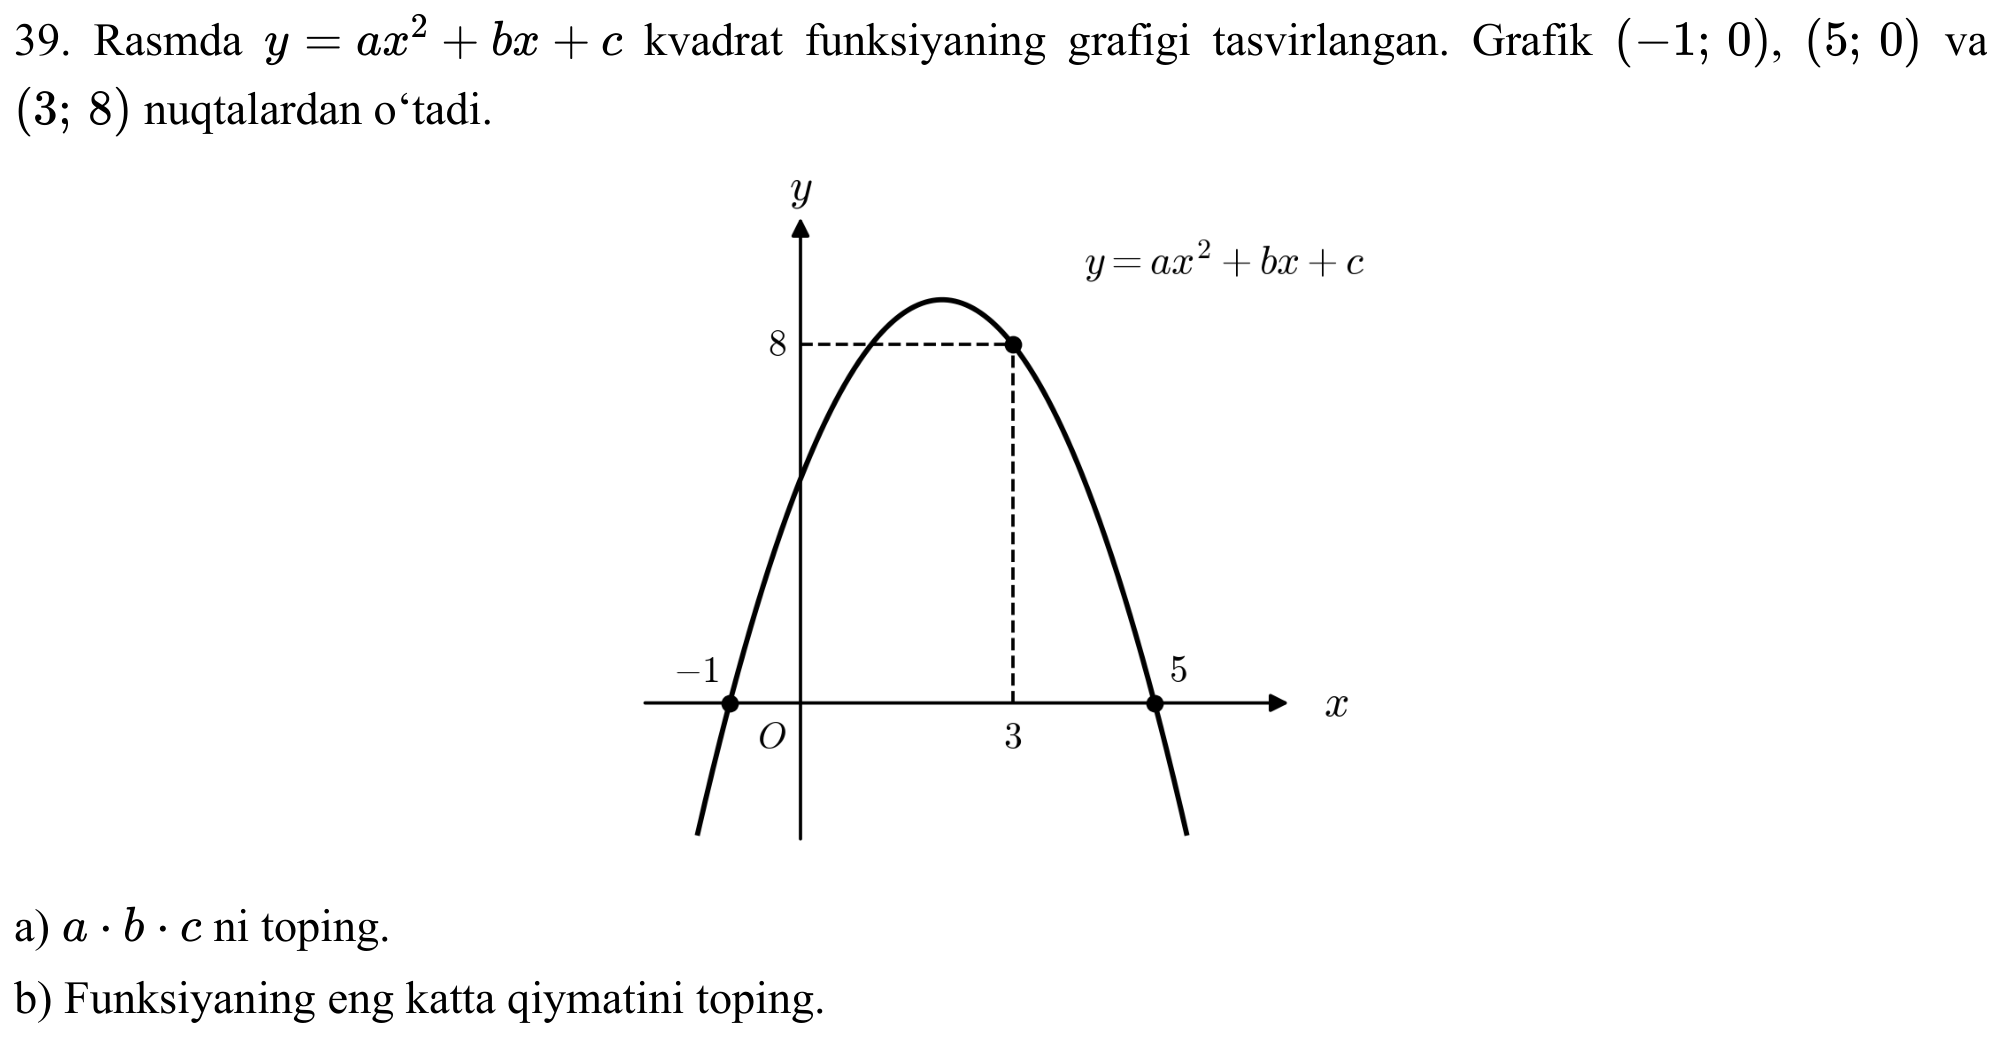 39. Rasmda y = ax² + bx + c kvadrat funksiyaning grafigi tasvirlangan. Grafik (−1; 0), (5; 0) va
(3; 8) nuqtalardan o‘tadi.
y
y = ax² + bx + c
8
−1
5
x
O
3
a) a · b · c ni toping.
b) Funksiyaning eng katta qiymatini toping.